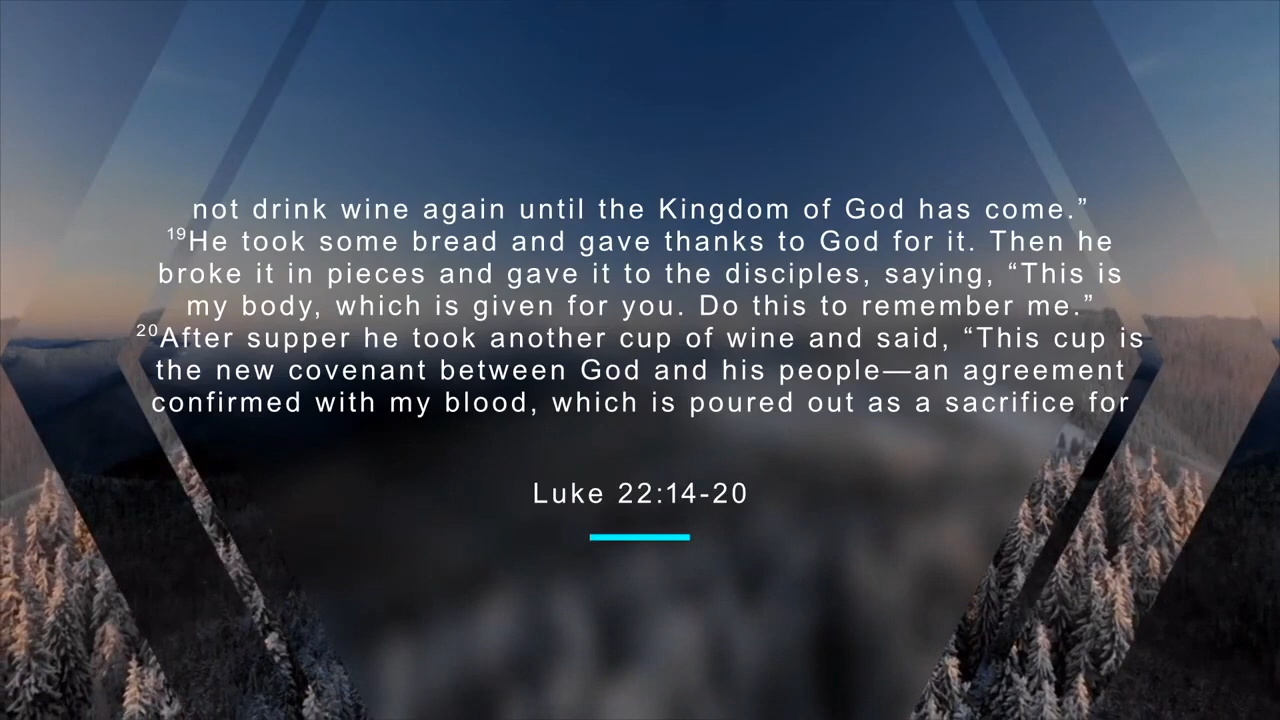 not drink wine again until the Kingdom of God has come.”
¹⁹He took some bread and gave thanks to God for it. Then he
broke it in pieces and gave it to the disciples, saying, “This is
my body, which is given for you. Do this to remember me.”
²⁰After supper he took another cup of wine and said, “This cup is
the new covenant between God and his people—an agreement
confirmed with my blood, which is poured out as a sacrifice for
Luke 22:14-20